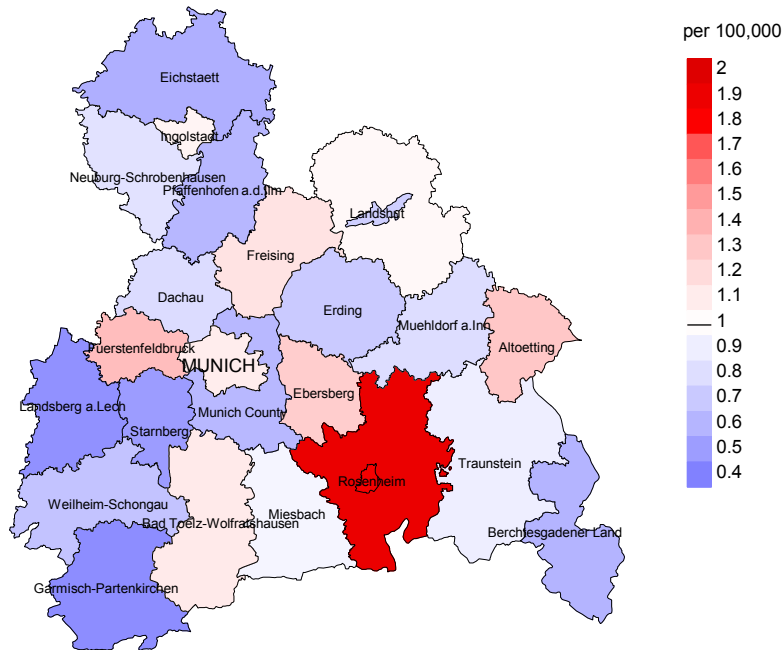 per 100,000
2
1.9
1.8
1.7
1.6
1.5
1.4
1.3
1.2
1.1
1
0.9
0.8
0.7
0.6
0.5
0.4
Eichstaett
Ingolstadt
Neuburg-Schrobenhausen
Pfaffenhofen a.d.Ilm
Landshut
Freising
Dachau
Erding
Muehldorf a.Inn
Fuerstenfeldbruck
Altoetting
MUNICH
Ebersberg
Landsberg a.Lech
Munich County
Starnberg
Traunstein
Rosenheim
Weilheim-Schongau
Miesbach
Bad Toelz-Wolfratshausen
Berchtesgadener Land
Garmisch-Partenkirchen